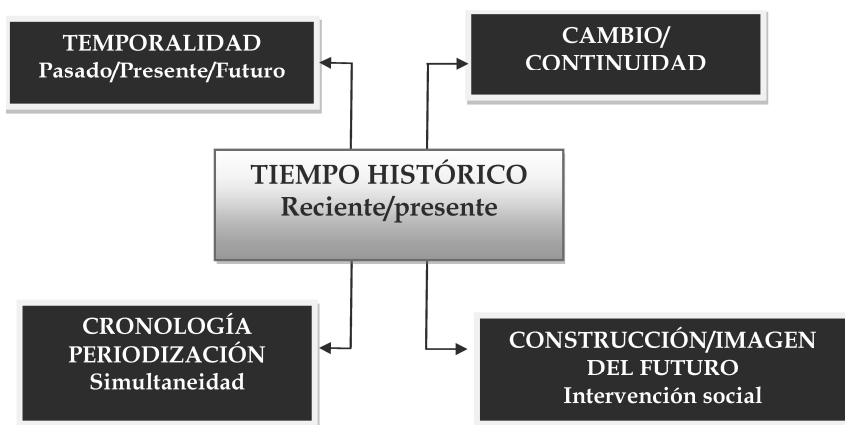 TEMPORALIDAD
Pasado/Presente/Futuro
CAMBIO/
CONTINUIDAD
TIEMPO HISTÓRICO
Reciente/presente
CRONOLOGÍA
PERIODIZACIÓN
Simultaneidad
CONSTRUCCIÓN/IMAGEN
DEL FUTURO
Intervención social